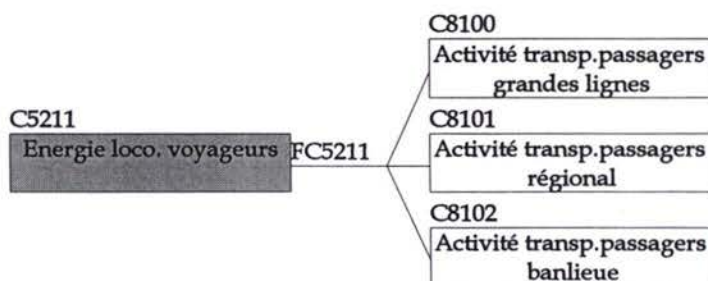 C8100
Activité transp.passagers
grandes lignes
C5211
Energie loco. voyageurs
FC5211
C8101
Activité transp.passagers
régional
C8102
Activité transp.passagers
banlieue